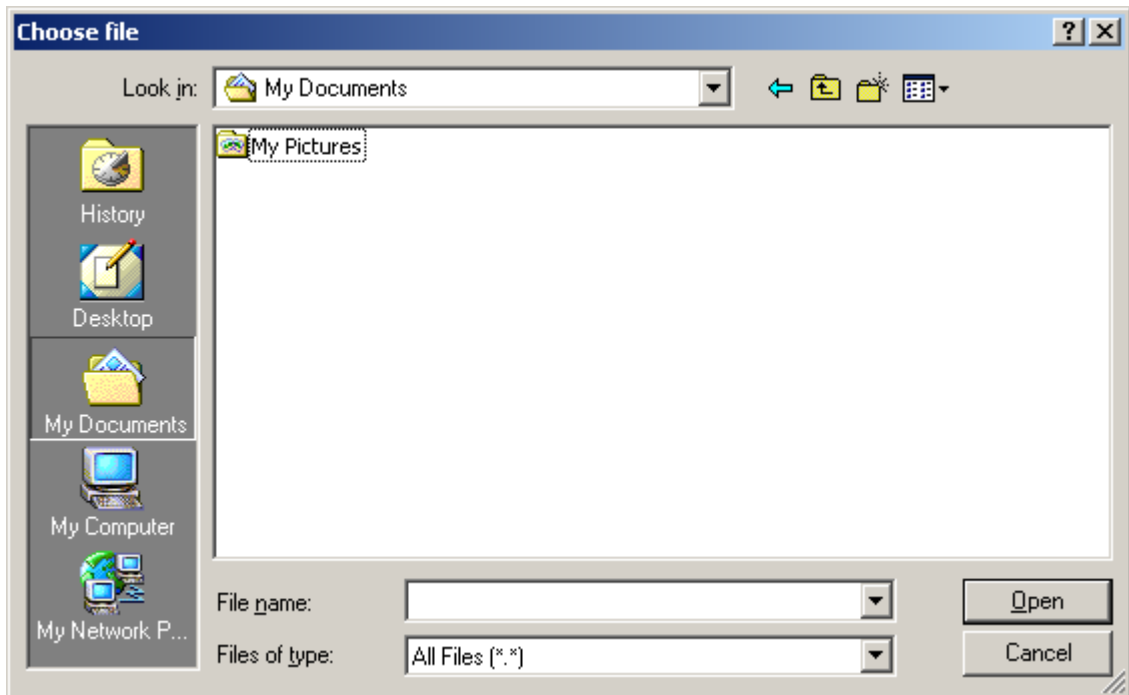 Choose file
Look in: My Documents
My Pictures
History
Desktop
My Documents
My Computer
My Network P...
File name:
Open
Files of type: All Files (*.*)
Cancel